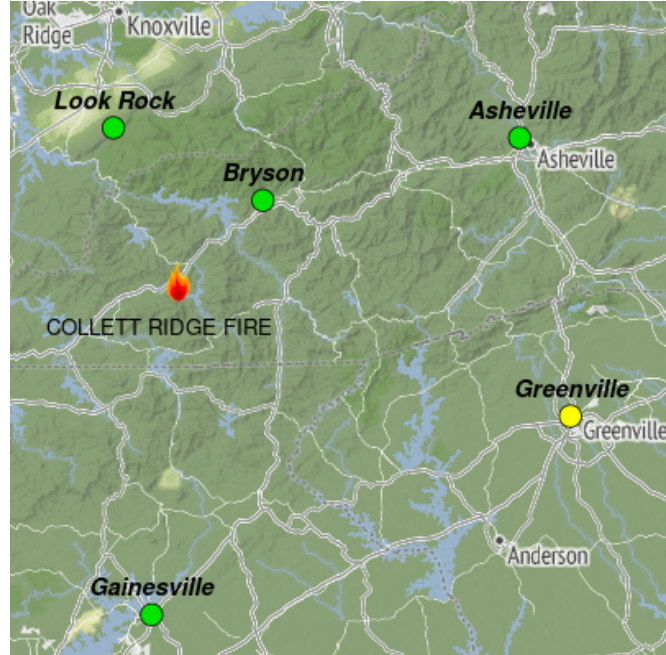 Oak
Ridge
Knoxville
Look Rock
Asheville
Asheville
Bryson
COLLETT RIDGE FIRE
Greenville
Greenville
Anderson
Gainesville